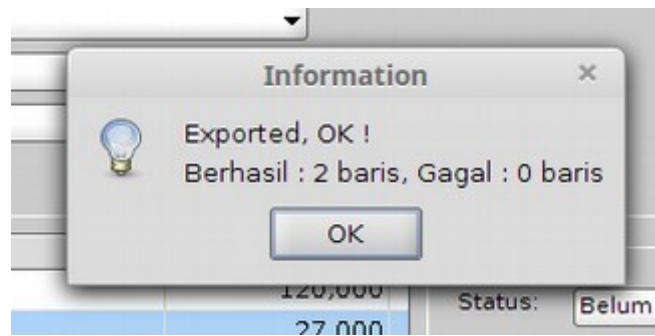 Information
Exported, OK !
Berhasil : 2 baris, Gagal : 0 baris
OK
120,000
Status: Belum
27,000